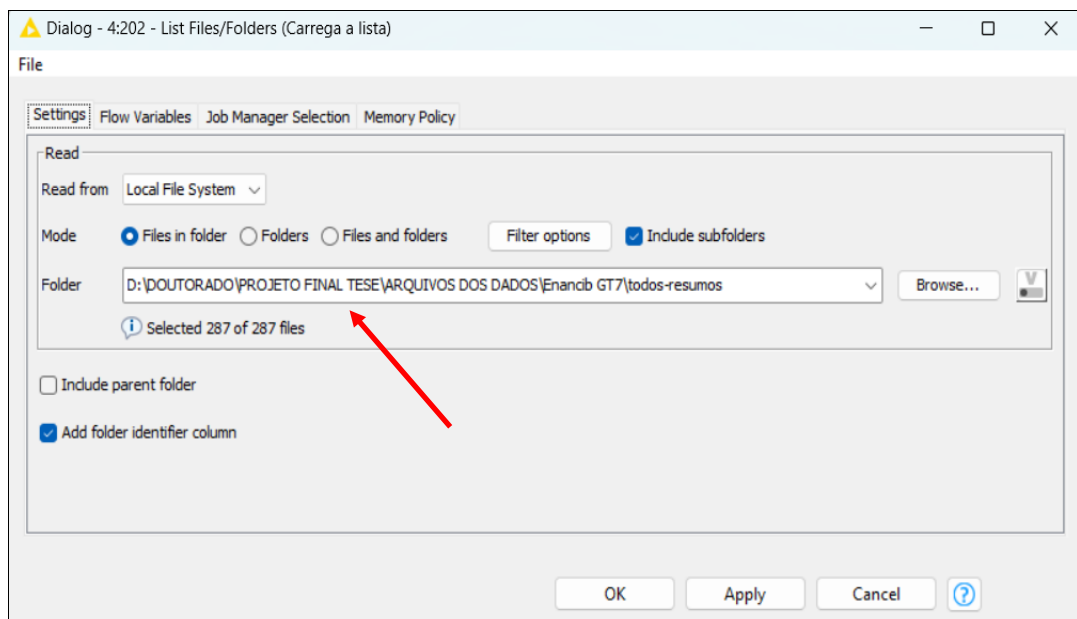 Dialog - 4:202 - List Files/Folders (Carrega a lista)
File
Settings Flow Variables Job Manager Selection Memory Policy
Read
Read from Local File System
Mode Files in folder Folders Files and folders Filter options Include subfolders
Folder D:\DOUTORADO\PROJETO FINAL TESE\ARQUIVOS DOS DADOS\Enancib GT7\todos-resumos Browse... V
i Selected 287 of 287 files
Include parent folder
Add folder identifier column
OK Apply Cancel ?